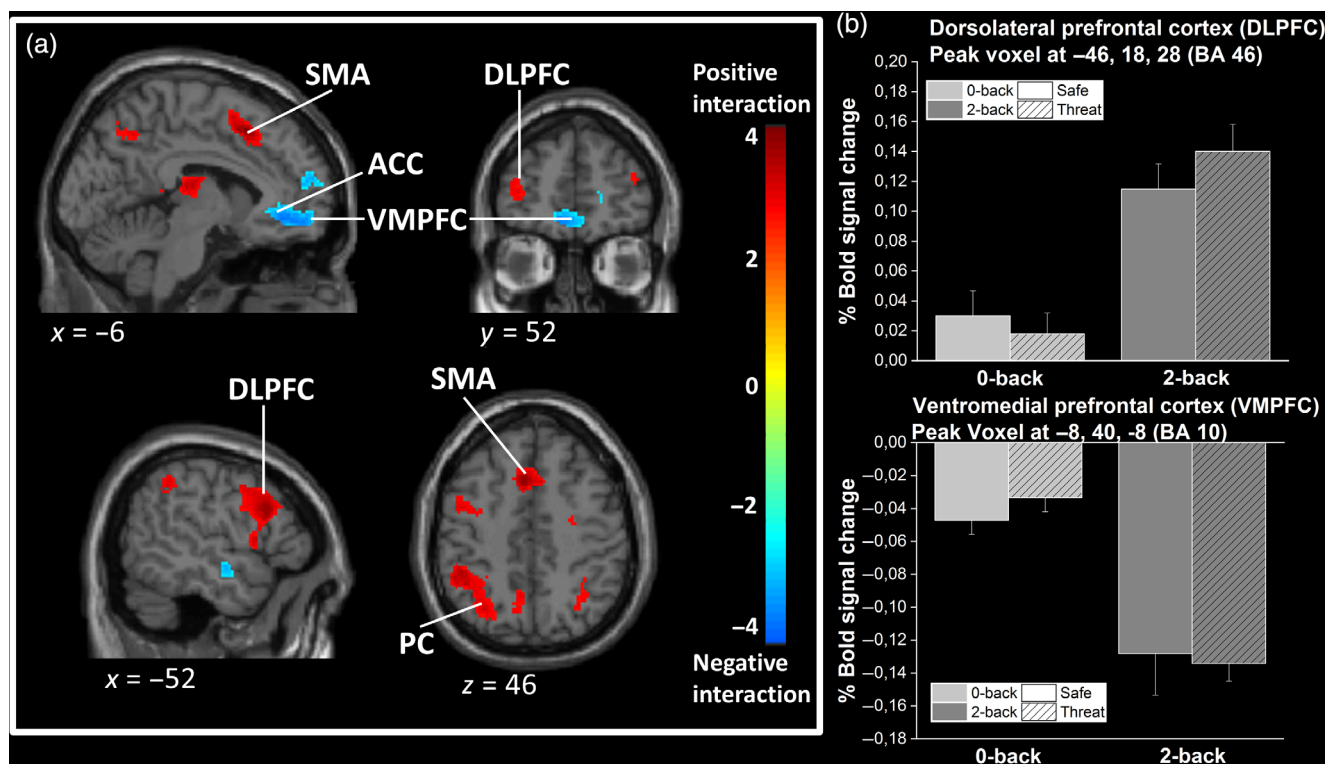 (a)
SMA
ACC
VMPFC
x = –6
DLPFC
y = 52
Positive
interaction
4
2
0
–2
–4
Negative
interaction
DLPFC
x = –52
SMA
PC
z = 46
(b)
Dorsolateral prefrontal cortex (DLPFC)
Peak voxel at –46, 18, 28 (BA 46)
% Bold signal change
0,20
0,18
0,16
0,14
0,12
0,10
0,08
0,06
0,04
0,02
0,00
0-back Safe
2-back Threat
0-back 2-back
Ventromedial prefrontal cortex (VMPFC)
Peak Voxel at –8, 40, -8 (BA 10)
% Bold signal change
0,00
–0,02
–0,04
–0,06
–0,08
–0,10
–0,12
–0,14
–0,16
–0,18
0-back Safe
2-back Threat
0-back 2-back